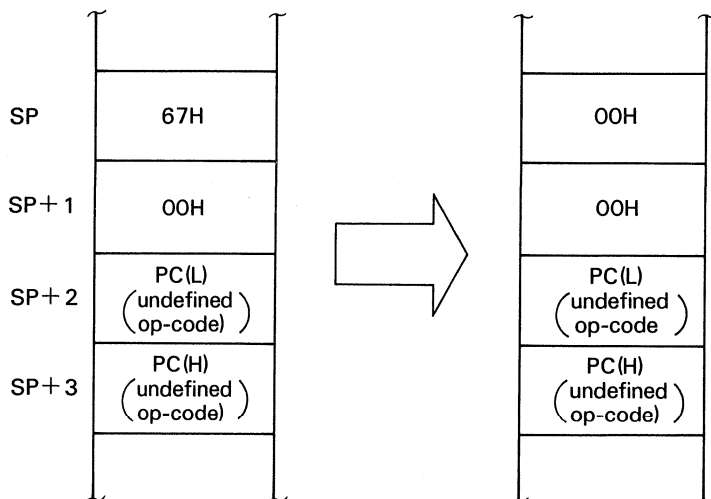 SP 67H 00H
SP+1 00H 00H
SP+2 PC(L) PC(L)
(undefined (undefined
op-code) op-code
SP+3 PC(H) PC(H)
(undefined (undefined
op-code) op-code)